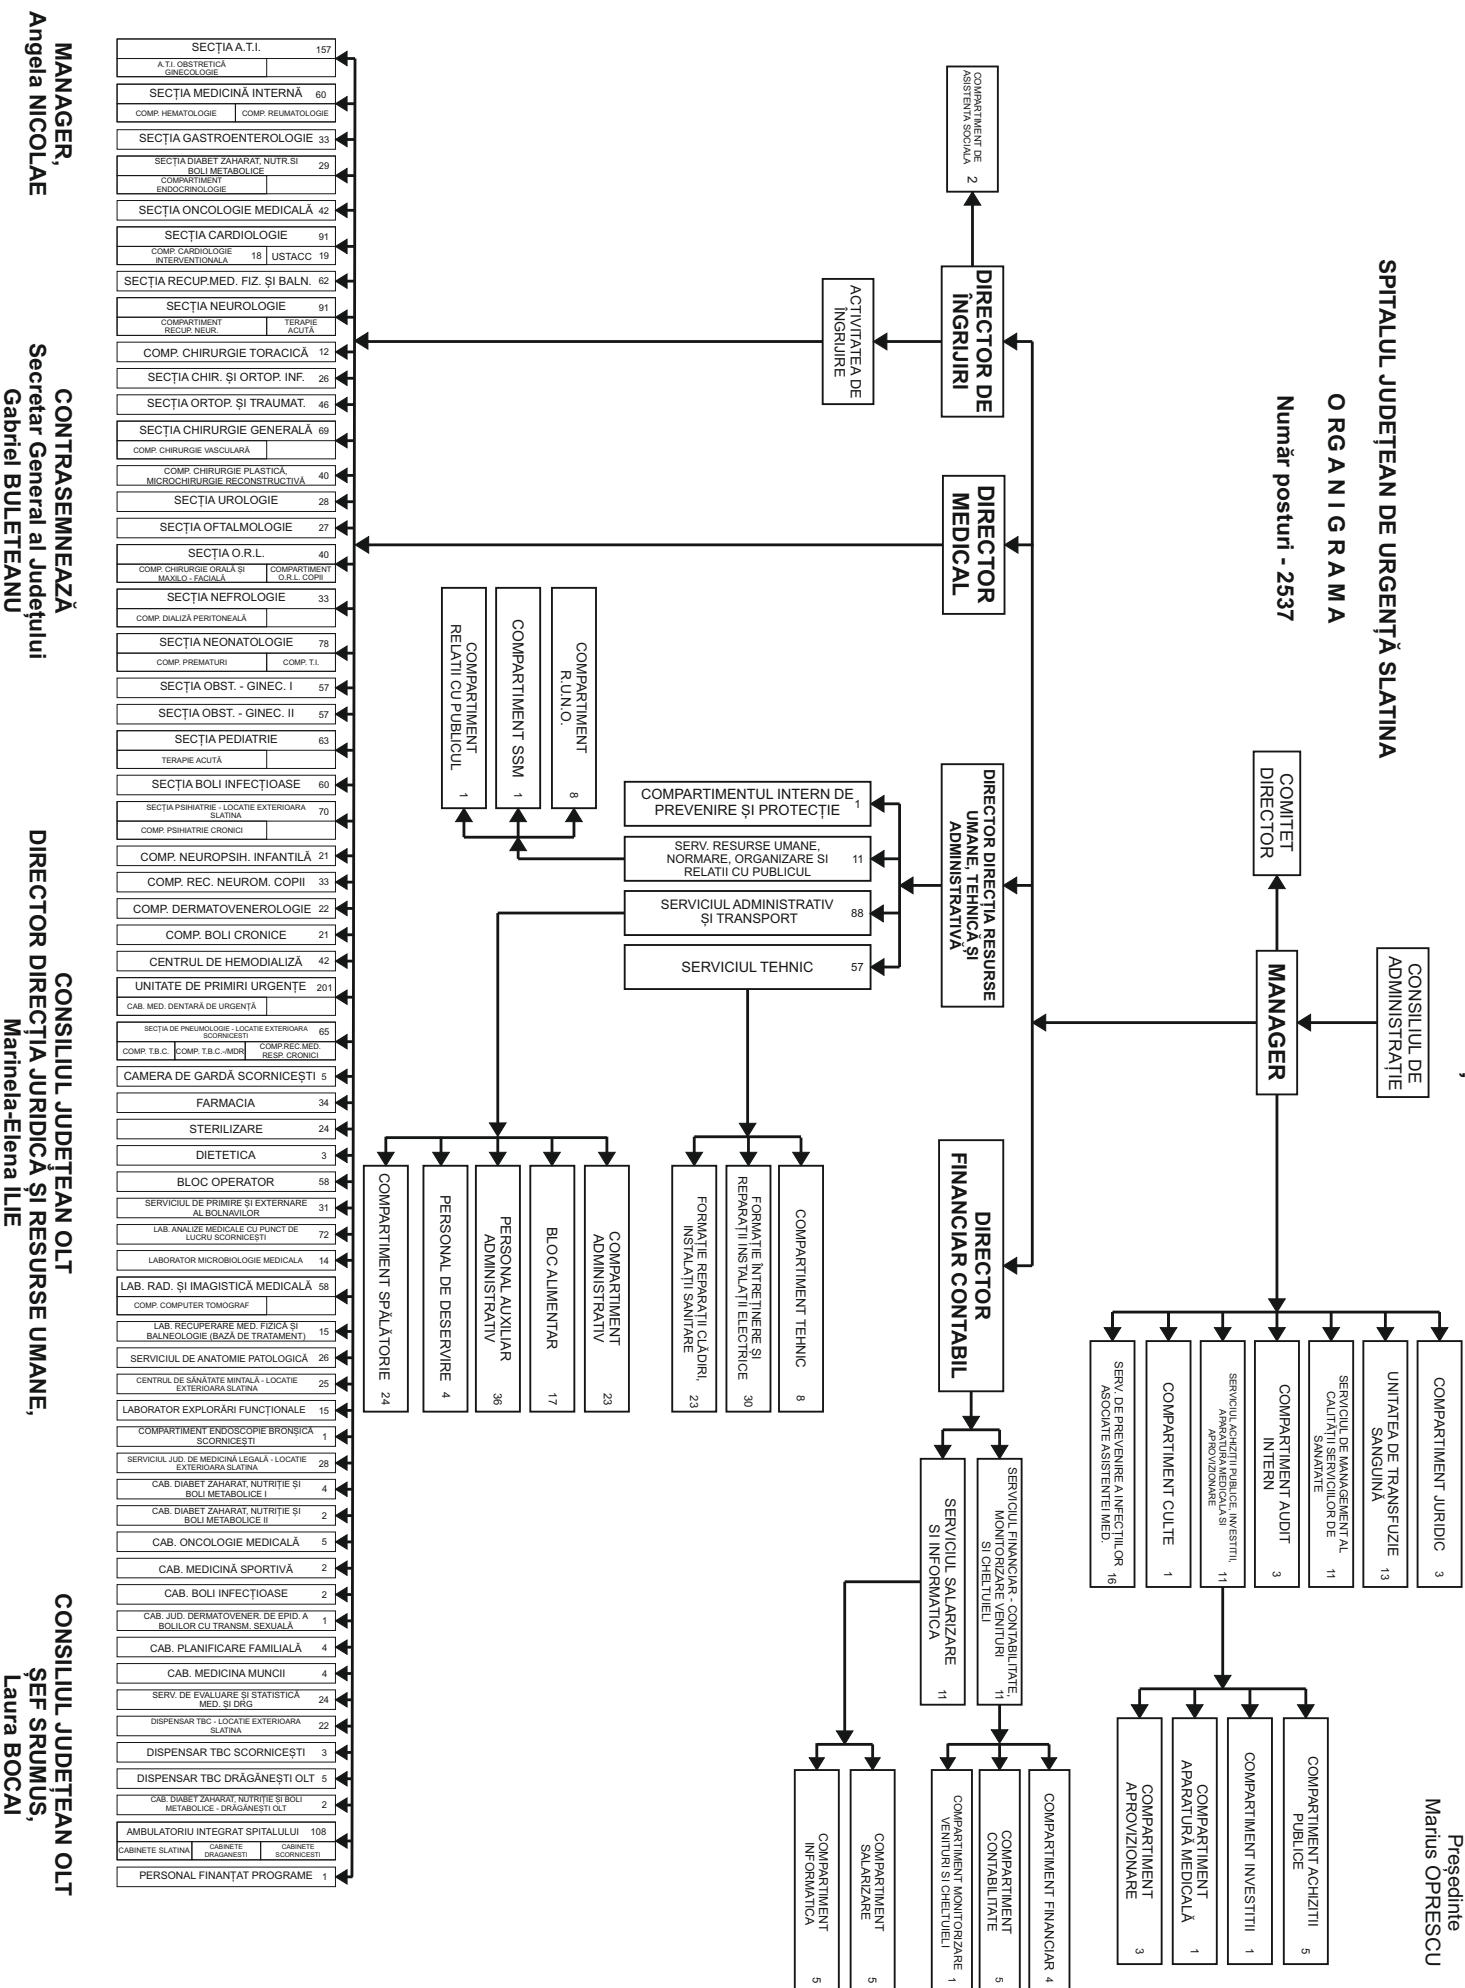 Președinte
Marius OPRESCU
SPITALUL JUDEȚEAN DE URGENȚĂ SLATINA
O R G A N I G R A M A
Număr posturi - 2537
CONSILIUL DE
ADMINISTRAȚIE
COMITET
DIRECTOR
MANAGER
COMPARTIMENT JURIDIC 3
UNITATEA DE TRANSFUZIE
SANGUINĂ 13
SERVICIUL DE MANAGEMENT AL
CALITĂȚII SERVICIILOR DE
SANATATE 11
COMPARTIMENT AUDIT
INTERN 3
SERVICIUL ACHIZIȚII PUBLICE, INVESTITII,
APARATURA MEDICALA SI
APROVIZIONARE 11
COMPARTIMENT CULTE 1
SERV. DE PREVENIRE A INFECȚIILOR
ASOCIATE ASISTENTEI MED. 16
COMPARTIMENT ACHIZITII
PUBLICE 5
COMPARTIMENT INVESTITII 1
COMPARTIMENT
APARATURĂ MEDICALĂ 1
COMPARTIMENT
APROVIZIONARE 3
DIRECTOR DE
ÎNGRIJIRI
COMPARTIMENT DE
ASISTENTA SOCIALA 2
ACTIVITATEA DE
ÎNGRIJIRE
DIRECTOR
MEDICAL
DIRECTOR DIRECȚIA RESURSE
UMANE, TEHNICĂ ȘI
ADMINISTRATIVĂ
COMPARTIMENTUL INTERN DE
PREVENIRE ȘI PROTECȚIE 1
SERV. RESURSE UMANE,
NORMARE, ORGANIZARE SI
RELATII CU PUBLICUL 11
SERVICIUL ADMINISTRATIV
ȘI TRANSPORT 88
SERVICIUL TEHNIC 57
COMPARTIMENT
R.U.N.O. 8
COMPARTIMENT SSM 1
COMPARTIMENT
RELATII CU PUBLICUL 1
COMPARTIMENT TEHNIC 8
FORMAȚIE ÎNTREȚINERE ȘI
REPARAȚII INSTALAȚII ELECTRICE 30
FORMAȚIE REPARAȚII CLĂDIRI,
INSTALAȚII SANITARE 23
COMPARTIMENT
ADMINISTRATIV 23
BLOC ALIMENTAR 17
PERSONAL AUXILIAR
ADMINISTRATIV 36
PERSONAL DE DESERVIRE 4
COMPARTIMENT SPĂLĂTORIE 24
DIRECTOR
FINANCIAR CONTABIL
SERVICIUL FINANCIAR - CONTABILITATE,
MONITORIZARE VENITURI
SI CHELTUIELI 11
SERVICIUL SALARIZARE
SI INFORMATICA 11
COMPARTIMENT FINANCIAR 4
COMPARTIMENT
CONTABILITATE 5
COMPARTIMENT MONITORIZARE
VENITURI SI CHELTUIELI 1
COMPARTIMENT
SALARIZARE 5
COMPARTIMENT
INFORMATICA 5
SECȚIA A.T.I. 157
A.T.I. OBSTRETICĂ
GINECOLOGIE
SECȚIA MEDICINĂ INTERNĂ 60
COMP. HEMATOLOGIE COMP. REUMATOLOGIE
SECȚIA GASTROENTEROLOGIE 33
SECȚIA DIABET ZAHARAT, NUTR.SI
BOLI METABOLICE 29
COMPARTIMENT
ENDOCRINOLOGIE
SECȚIA ONCOLOGIE MEDICALĂ 42
SECȚIA CARDIOLOGIE 91
COMP. CARDIOLOGIE
INTERVENTIONALA 18 USTACC 19
SECȚIA RECUP.MED. FIZ. ȘI BALN. 62
SECȚIA NEUROLOGIE 91
COMPARTIMENT
RECUP. NEUR.
TERAPIE
ACUTĂ
COMP. CHIRURGIE TORACICĂ 12
SECȚIA CHIR. ȘI ORTOP. INF. 26
SECȚIA ORTOP. ȘI TRAUMAT. 46
SECȚIA CHIRURGIE GENERALĂ 69
COMP. CHIRURGIE VASCULARĂ
COMP. CHIRURGIE PLASTICĂ,
MICROCHIRURGIE RECONSTRUCTIVĂ 40
SECȚIA UROLOGIE 28
SECȚIA OFTALMOLOGIE 27
SECȚIA O.R.L. 40
COMP. CHIRURGIE ORALĂ ȘI
MAXILO - FACIALĂ
COMPARTIMENT
O.R.L. COPII
SECȚIA NEFROLOGIE 33
COMP. DIALIZĂ PERITONEALĂ
SECȚIA NEONATOLOGIE 78
COMP. PREMATURI COMP. T.I.
SECȚIA OBST. - GINEC. I 57
SECȚIA OBST. - GINEC. II 57
SECȚIA PEDIATRIE 63
TERAPIE ACUTĂ
SECȚIA BOLI INFECȚIOASE 60
SECȚIA PSIHIATRIE - LOCATIE EXTERIOARA
SLATINA 70
COMP. PSIHIATRIE CRONICI
COMP. NEUROPSIH. INFANTILĂ 21
COMP. REC. NEUROM. COPII 33
COMP. DERMATOVENEROLOGIE 22
COMP. BOLI CRONICE 21
CENTRUL DE HEMODIALIZĂ 42
UNITATE DE PRIMIRI URGENȚE 201
CAB. MED. DENTARĂ DE URGENȚĂ
SECȚIA DE PNEUMOLOGIE - LOCATIE EXTERIOARA
SCORNICESTI 65
COMP. T.B.C. COMP. T.B.C.-/MDR COMP.REC.MED.
RESP. CRONICI
CAMERA DE GARDĂ SCORNICEȘTI 5
FARMACIA 34
STERILIZARE 24
DIETETICA 3
BLOC OPERATOR 58
SERVICIUL DE PRIMIRE ȘI EXTERNARE
AL BOLNAVILOR 31
LAB. ANALIZE MEDICALE CU PUNCT DE
LUCRU SCORNICEȘTI 72
LABORATOR MICROBIOLOGIE MEDICALA 14
LAB. RAD. ȘI IMAGISTICĂ MEDICALĂ 58
COMP. COMPUTER TOMOGRAF
LAB. RECUPERARE MED. FIZICĂ ȘI
BALNEOLOGIE (BAZĂ DE TRATAMENT) 15
SERVICIUL DE ANATOMIE PATOLOGICĂ 26
CENTRUL DE SĂNĂTATE MINTALĂ - LOCATIE
EXTERIOARA SLATINA 25
LABORATOR EXPLORĂRI FUNCȚIONALE 15
COMPARTIMENT ENDOSCOPIE BRONȘICĂ
SCORNICEȘTI 1
SERVICIUL JUD. DE MEDICINĂ LEGALĂ - LOCATIE
EXTERIOARA SLATINA 28
CAB. DIABET ZAHARAT, NUTRIȚIE ȘI
BOLI METABOLICE I 4
CAB. DIABET ZAHARAT, NUTRIȚIE ȘI
BOLI METABOLICE II 2
CAB. ONCOLOGIE MEDICALĂ 5
CAB. MEDICINĂ SPORTIVĂ 2
CAB. BOLI INFECȚIOASE 2
CAB. JUD. DERMATOVENER. DE EPID. A
BOLILOR CU TRANSM. SEXUALĂ 1
CAB. PLANIFICARE FAMILIALĂ 4
CAB. MEDICINA MUNCII 4
SERV. DE EVALUARE ȘI STATISTICĂ
MED. ȘI DRG 24
DISPENSAR TBC - LOCATIE EXTERIOARA
SLATINA 22
DISPENSAR TBC SCORNICEȘTI 3
DISPENSAR TBC DRĂGĂNEȘTI OLT 5
CAB. DIABET ZAHARAT, NUTRIȚIE ȘI BOLI
METABOLICE - DRĂGĂNEȘTI OLT 2
AMBULATORIU INTEGRAT SPITALULUI 108
CABINETE SLATINA CABINETE
DRAGANESTI
CABINETE
SCORNICESTI
PERSONAL FINANȚAT PROGRAME 1
MANAGER,
Angela NICOLAE
CONTRASEMNEAZĂ
Secretar General al Județului
Gabriel BULETEANU
CONSILIUL JUDEȚEAN OLT
DIRECTOR DIRECȚIA JURIDICĂ ȘI RESURSE UMANE,
Marinela-Elena ILIE
CONSILIUL JUDEȚEAN OLT
ȘEF SRUMUS,
Laura BOCAI